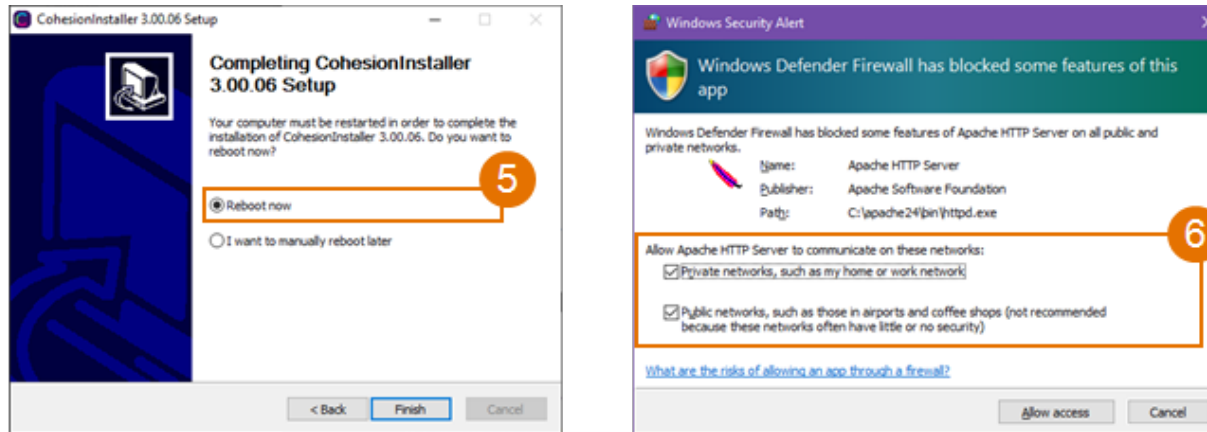 CohesionInstaller 3.00.06 Setup
Completing CohesionInstaller
3.00.06 Setup
Your computer must be restarted in order to complete the
installation of CohesionInstaller 3.00.06. Do you want to
reboot now?
5
Reboot now
I want to manually reboot later
< Back
Finish
Cancel
Windows Security Alert
Windows Defender Firewall has blocked some features of this
app
Windows Defender Firewall has blocked some features of Apache HTTP Server on all public and
private networks.
Name: Apache HTTP Server
Publisher: Apache Software Foundation
Path: C:\apache24\bin\httpd.exe
6
Allow Apache HTTP Server to communicate on these networks:
Private networks, such as my home or work network
Public networks, such as those in airports and coffee shops (not recommended
because these networks often have little or no security)
What are the risks of allowing an app through a firewall?
Allow access
Cancel